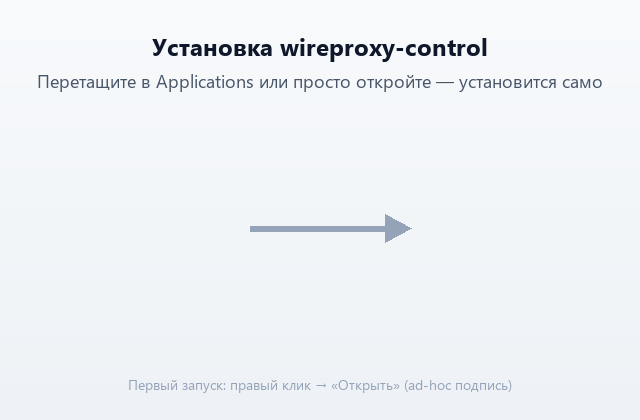 Установка wireproxy-control
Перетащите в Applications или просто откройте — установится само
Первый запуск: правый клик → «Открыть» (ad-hoc подпись)